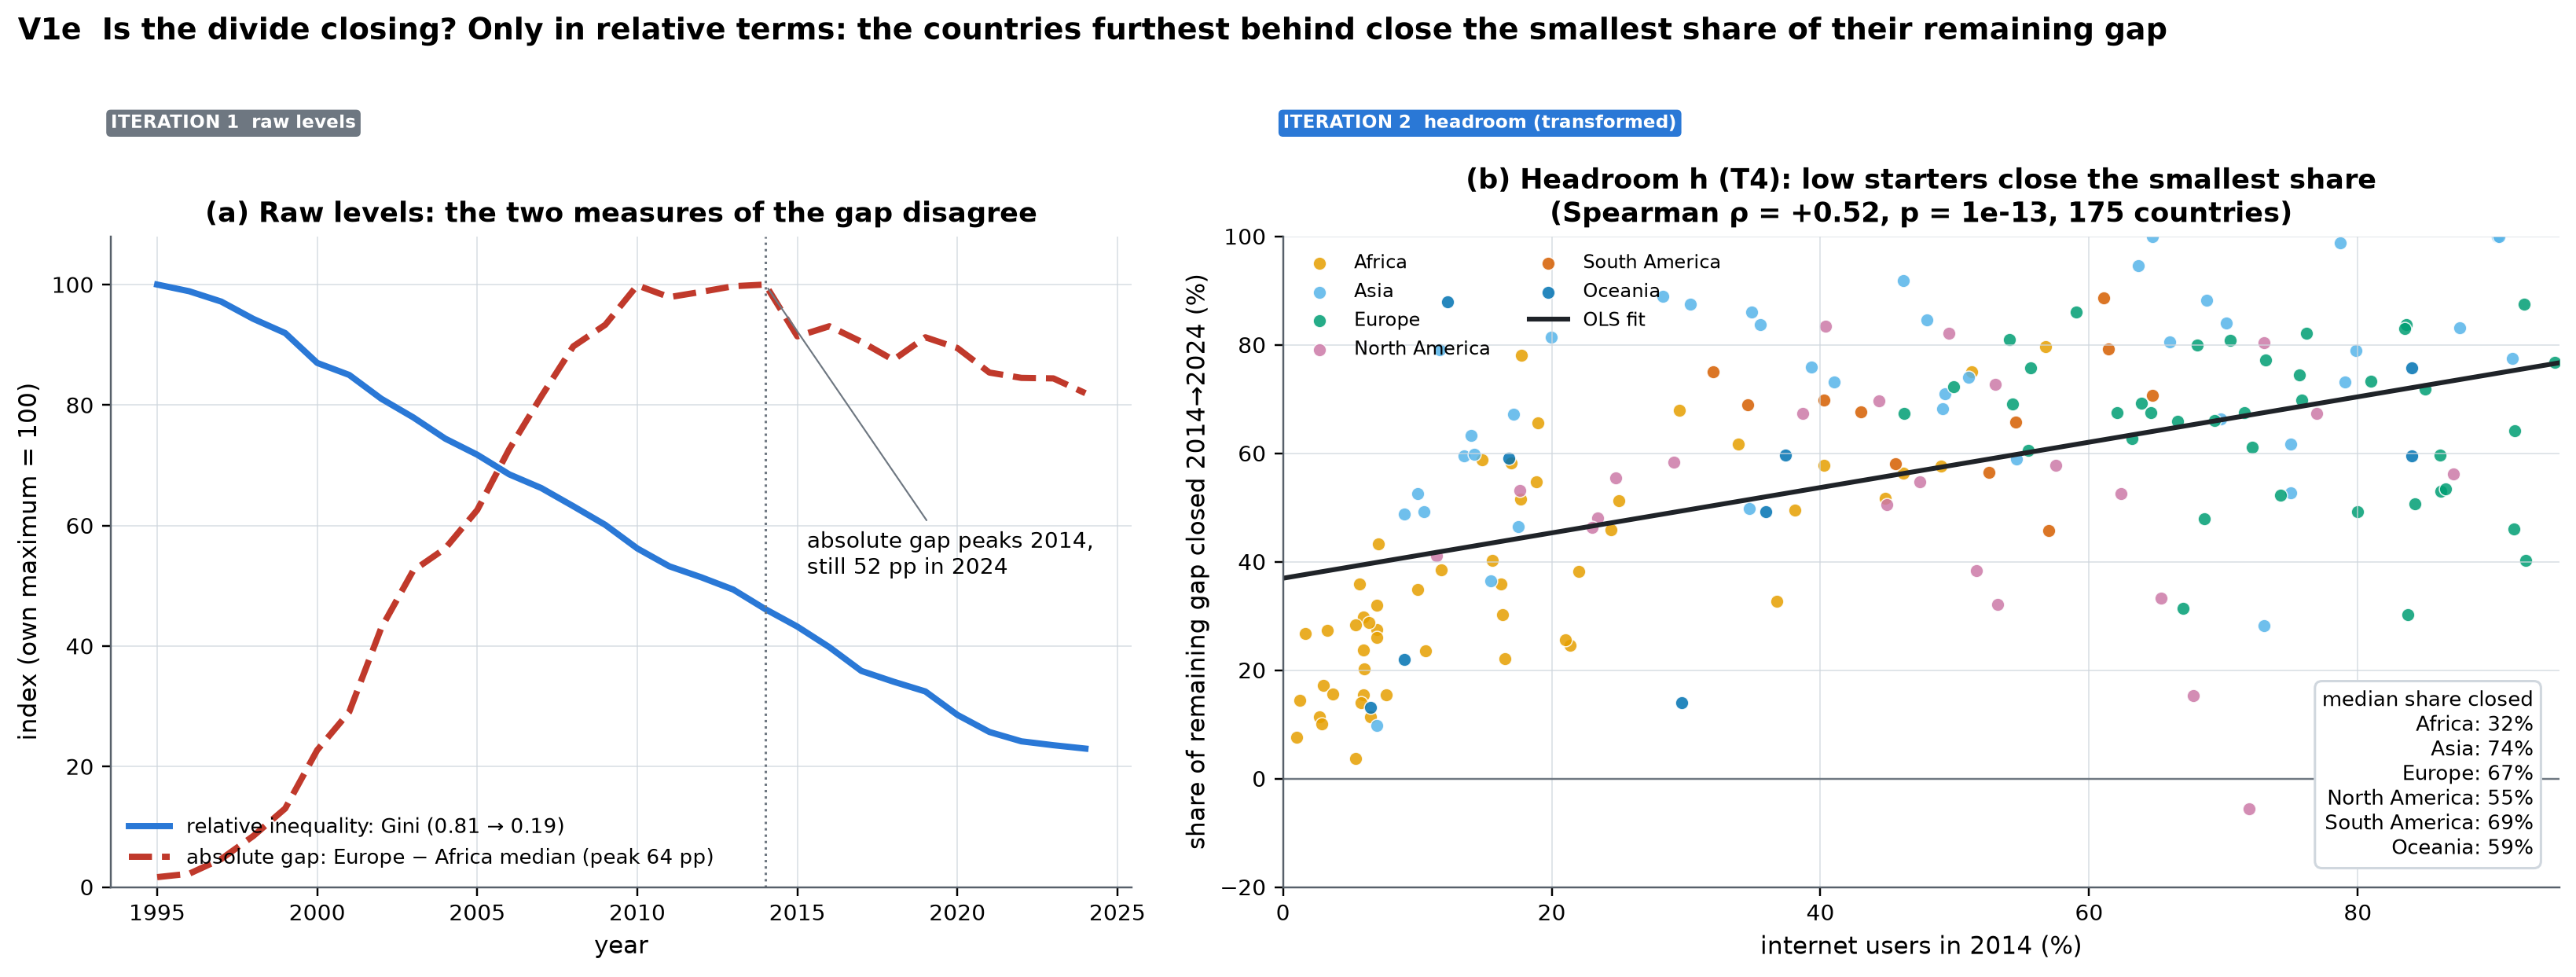 V1e  Is the divide closing? Only in relative terms: the countries furthest behind close the smallest share of their remaining gap
ITERATION 1  raw levels
(a) Raw levels: the two measures of the gap disagree
index (own maximum = 100)
100
80
60
40
20
0
absolute gap peaks 2014,
still 52 pp in 2024
relative inequality: Gini (0.81 → 0.19)
absolute gap: Europe − Africa median (peak 64 pp)
1995
2000
2005
2010
2015
2020
2025
year
ITERATION 2  headroom (transformed)
(b) Headroom h (T4): low starters close the smallest share
(Spearman ρ = +0.52, p = 1e-13, 175 countries)
share of remaining gap closed 2014→2024 (%)
100
80
60
40
20
0
−20
Africa
Asia
Europe
North America
South America
Oceania
OLS fit
median share closed
Africa: 32%
Asia: 74%
Europe: 67%
North America: 55%
South America: 69%
Oceania: 59%
0
20
40
60
80
internet users in 2014 (%)